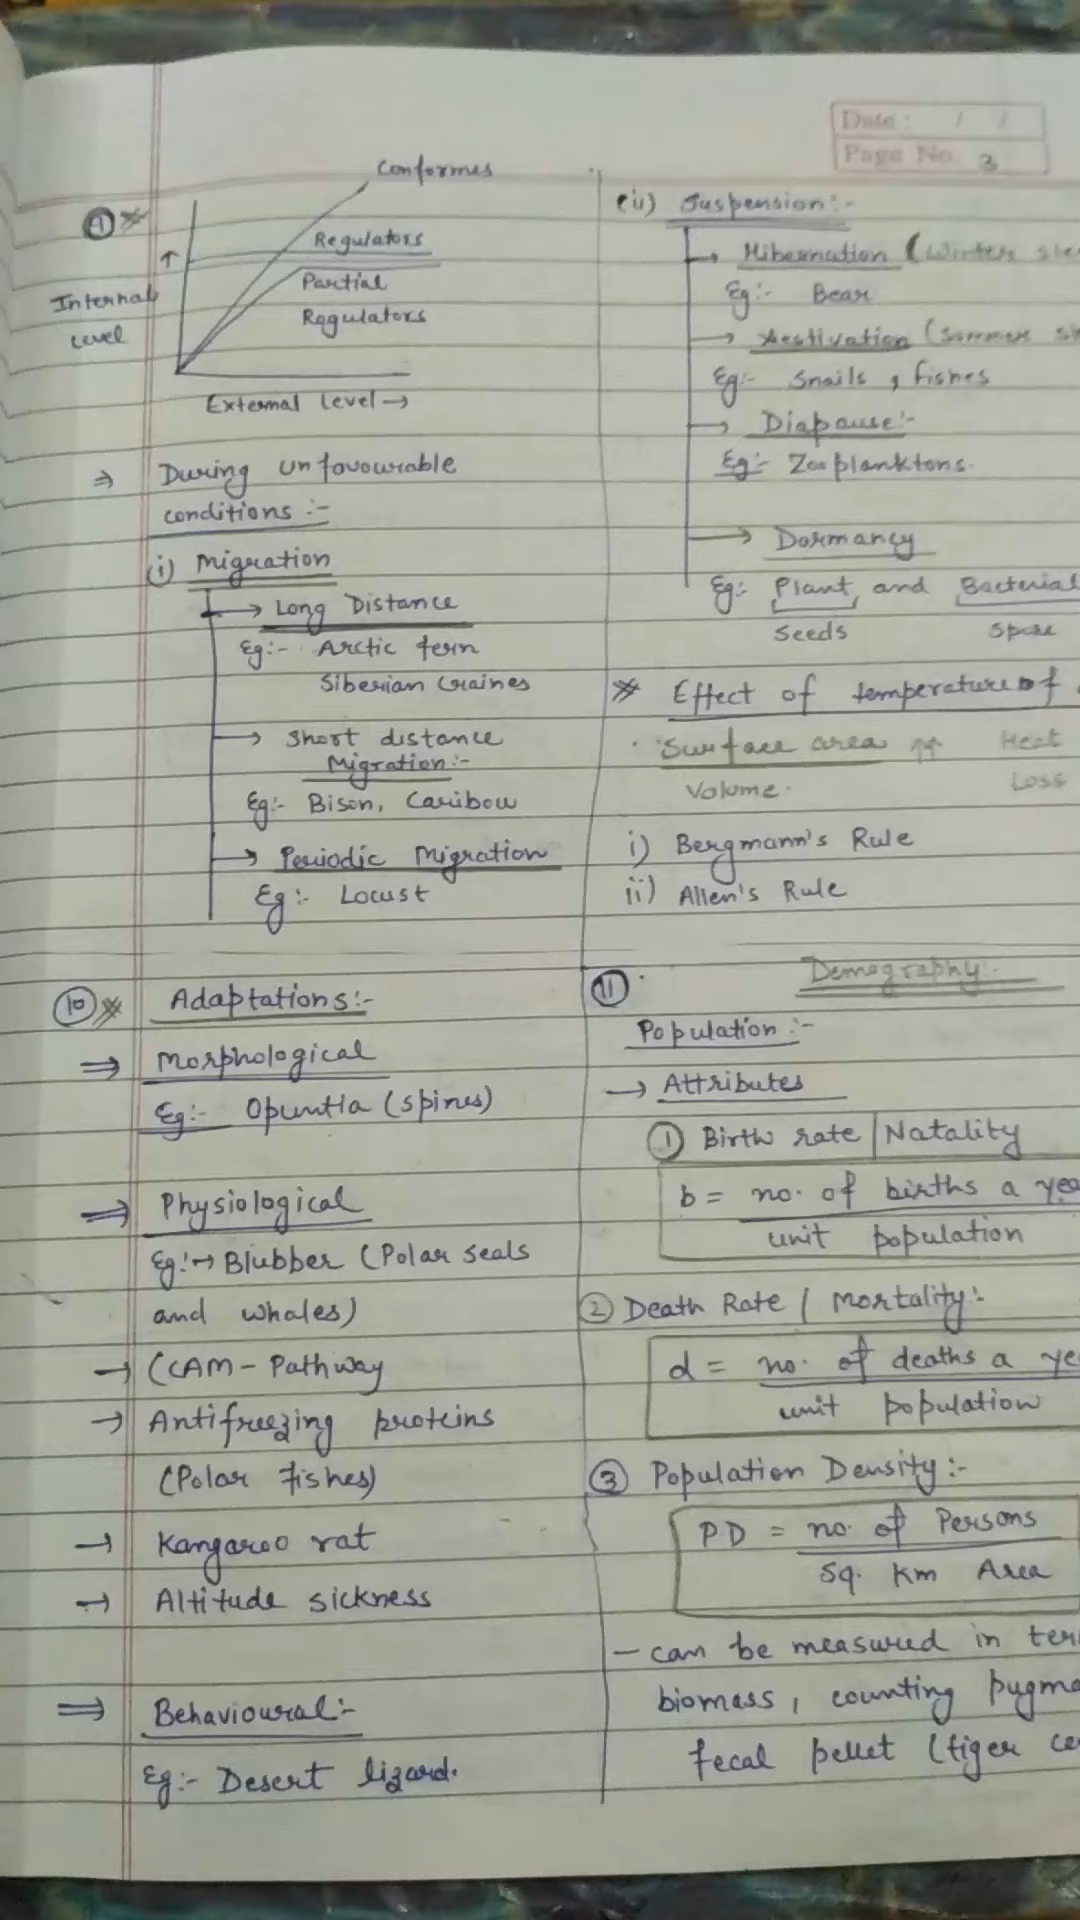 Date : / /
Page No. 3
9
Conformes
Regulators
Partial
Regulators
Internal
Level
External Level →
⇒ During unfavourable
conditions :-
(i) Migration
→ Long Distance
Eg:- Arctic tern
Siberian Craines
→ Short distance
Migration:-
Eg:- Bison, Caribou
→ Periodic Migration
Eg:- Locust
(ii) Suspension:-
→ Hibernation (Winter
Eg:- Bear
→ Aestivation (Summer
Eg:- Snails, fishes
→ Diapause:-
Eg:- Zooplanktons.
→ Dormancy
Eg:- Plant, and Bacterial
Seeds Spore
* Effect of temperature of
Surface area ↑↑ Heat
Volume. Loss
i) Bergmann's Rule
ii) Allen's Rule
10 * Adaptations:-
⇒ Morphological
Eg:- Opuntia (spines)
⇒ Physiological
Eg:→ Blubber (Polar seals
and whales)
→ (CAM - Pathway
→ Antifreezing proteins
(Polar Fishes)
→ Kangaroo rat
→ Altitude sickness
⇒ Behavioural:-
Eg:- Desert lizard.
11 Demography:-
Population :-
→ Attributes
① Birth rate | Natality
b = no. of births a
unit population
② Death Rate / Mortality:-
d = no. of deaths a
unit population
③ Population Density:-
P.D = no. of Persons
Sq. Km Area
- can be measured in
biomass, counting
fecal pellet (tiger